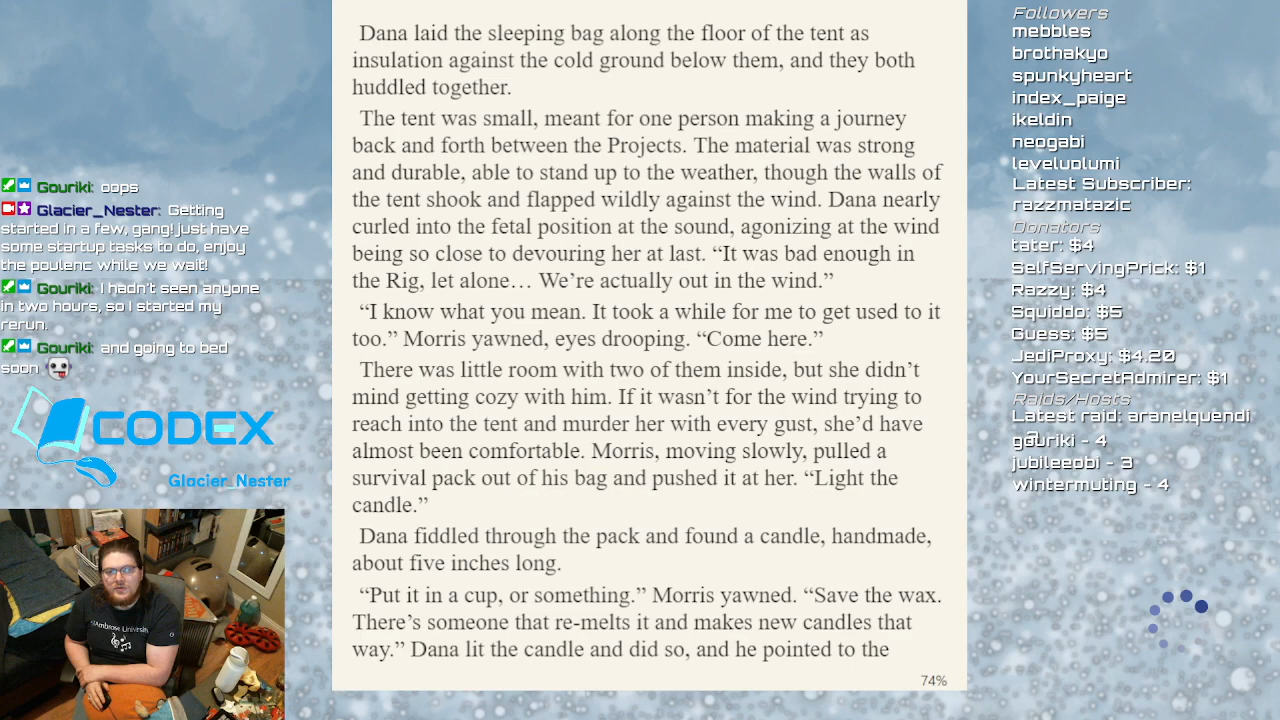 Gouriki: oops
Glacier_Nester: Getting
started in a few, gang! just have
some startup tasks to do, enjoy
the poulenc while we wait!
Gouriki: I hadn't seen anyone
in two hours, so I started my
rerun.
Gouriki: and going to bed
soon
CODEX
Glacier_Nester
StAmbrose University
Dana laid the sleeping bag along the floor of the tent as
insulation against the cold ground below them, and they both
huddled together.
The tent was small, meant for one person making a journey
back and forth between the Projects. The material was strong
and durable, able to stand up to the weather, though the walls of
the tent shook and flapped wildly against the wind. Dana nearly
curled into the fetal position at the sound, agonizing at the wind
being so close to devouring her at last. “It was bad enough in
the Rig, let alone… We’re actually out in the wind.”
“I know what you mean. It took a while for me to get used to it
too.” Morris yawned, eyes drooping. “Come here.”
There was little room with two of them inside, but she didn’t
mind getting cozy with him. If it wasn’t for the wind trying to
reach into the tent and murder her with every gust, she’d have
almost been comfortable. Morris, moving slowly, pulled a
survival pack out of his bag and pushed it at her. “Light the
candle.”
Dana fiddled through the pack and found a candle, handmade,
about five inches long.
“Put it in a cup, or something.” Morris yawned. “Save the wax.
There’s someone that re-melts it and makes new candles that
way.” Dana lit the candle and did so, and he pointed to the
74%
Followers
mebbles
brothakyo
spunkyheart
index_paige
ikeldin
neogabi
leveluplumi
Latest Subscriber:
razzmatazic
Donators
tater: $4
SelfServingPrick: $1
Razzy: $4
Squiddo: $5
Guess: $5
JediProxy: $4.20
YourSecretAdmirer: $1
Raids/Hosts
Latest raid: aranelquendi
gouriki - 4
jubileepbi - 3
wintermuting - 4